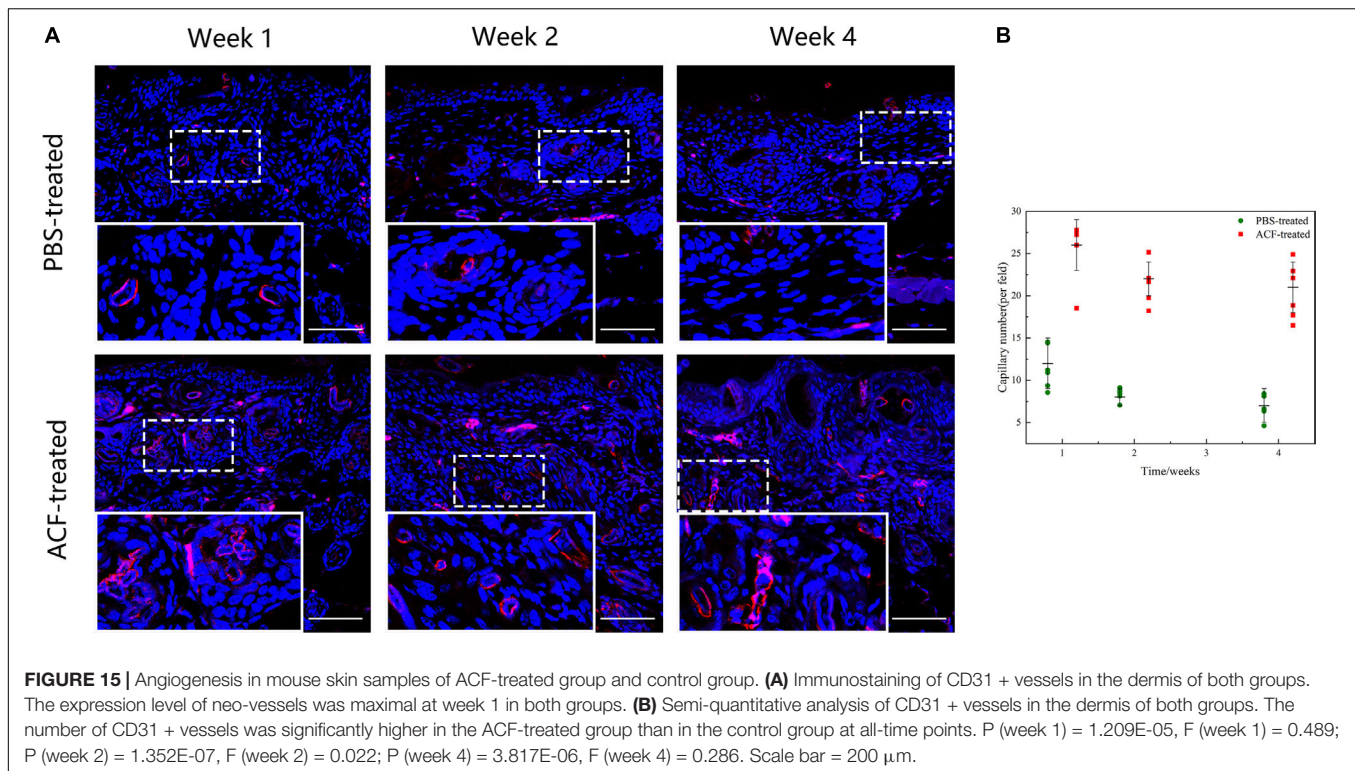 A
Week 1
Week 2
Week 4
PBS-treated
ACF-treated
B
30
25
20
15
10
5
Capillary number(per feld)
PBS-treated
ACF-treated
1
2
3
4
Time/weeks
FIGURE 15 | Angiogenesis in mouse skin samples of ACF-treated group and control group. (A) Immunostaining of CD31 + vessels in the dermis of both groups.
The expression level of neo-vessels was maximal at week 1 in both groups. (B) Semi-quantitative analysis of CD31 + vessels in the dermis of both groups. The
number of CD31 + vessels was significantly higher in the ACF-treated group than in the control group at all-time points. P (week 1) = 1.209E-05, F (week 1) = 0.489;
P (week 2) = 1.352E-07, F (week 2) = 0.022; P (week 4) = 3.817E-06, F (week 4) = 0.286. Scale bar = 200 μm.